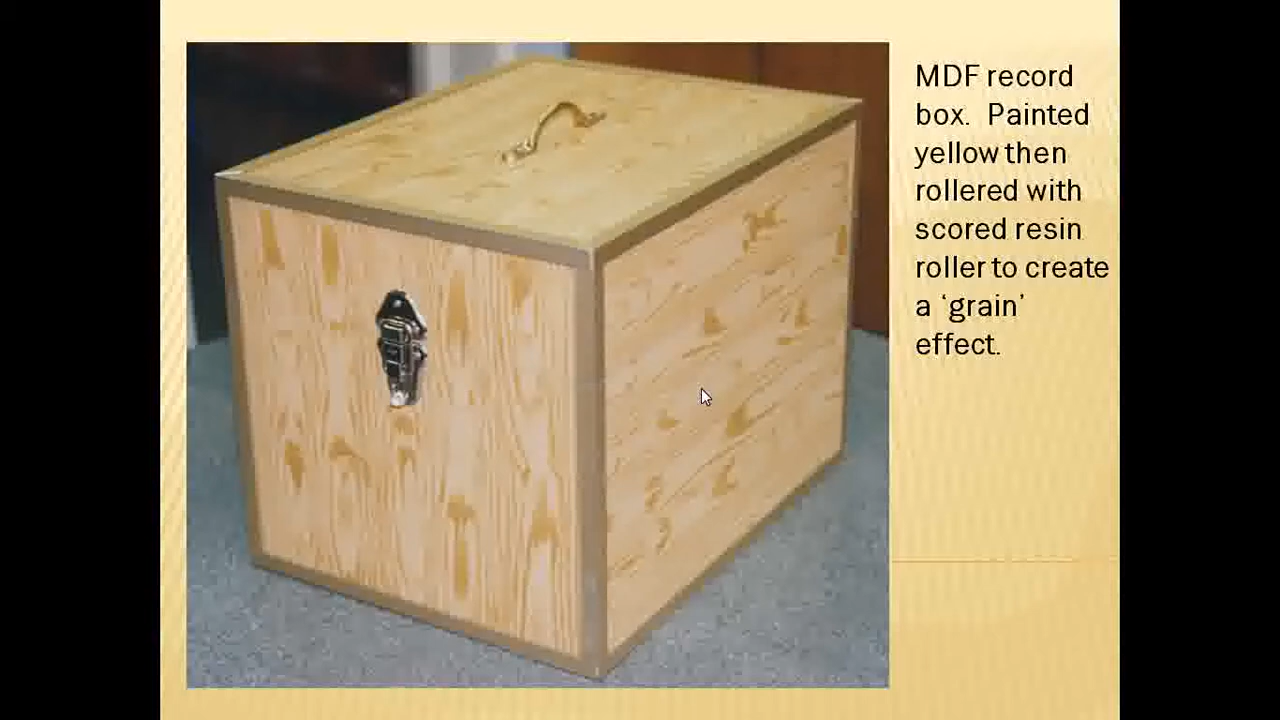 MDF record
box.  Painted
yellow then
rollered with
scored resin
roller to create
a ‘grain’
effect.